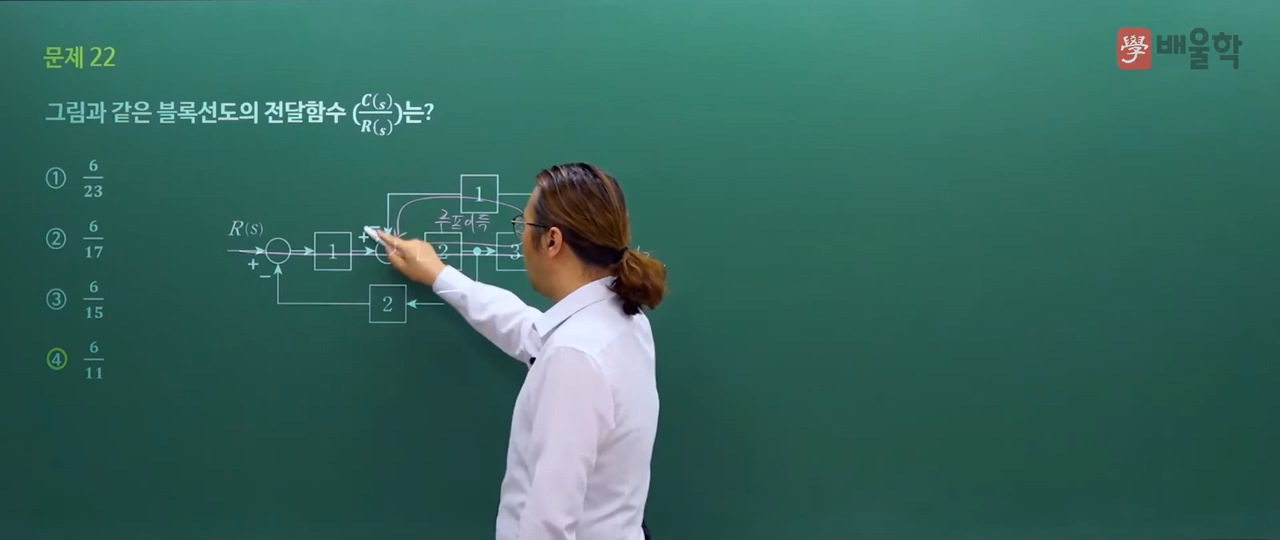 學 배울학
문제 22
그림과 같은 블록선도의 전달함수 (C(s)/R(s))는?
① 6/23
② 6/17
③ 6/15
④ 6/11
1
루프이득
R(s)
+
1
+
2
3
+
−
2